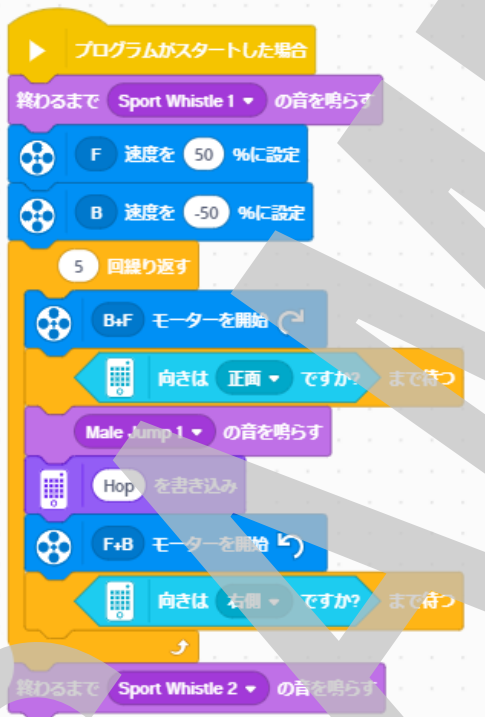 プログラムがスタートした場合
終わるまで Sport Whistle 1 の音を鳴らす
F 速度を 50 %に設定
B 速度を -50 %に設定
5 回繰り返す
B+F モーターを開始
向きは 正面 ですか? まで待つ
Male Jump 1 の音を鳴らす
Hop を書き込み
F+B モーターを開始
向きは 右側 ですか? まで待つ
終わるまで Sport Whistle 2 の音を鳴らす